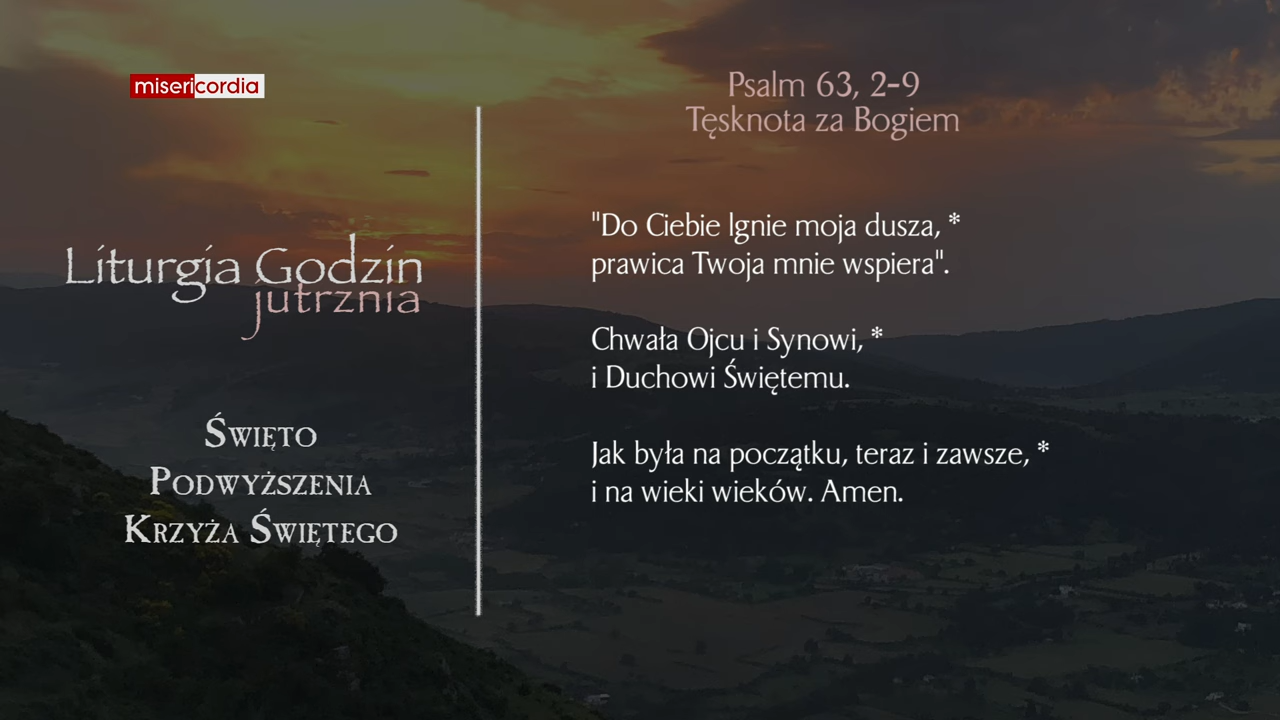 misericordia
Liturgia Godzin
jutrznia
Święto
Podwyższenia
Krzyża Świętego
Psalm 63, 2-9
Tęsknota za Bogiem
"Do Ciebie lgnie moja dusza, *
prawica Twoja mnie wspiera".
Chwała Ojcu i Synowi, *
i Duchowi Świętemu.
Jak była na początku, teraz i zawsze, *
i na wieki wieków. Amen.